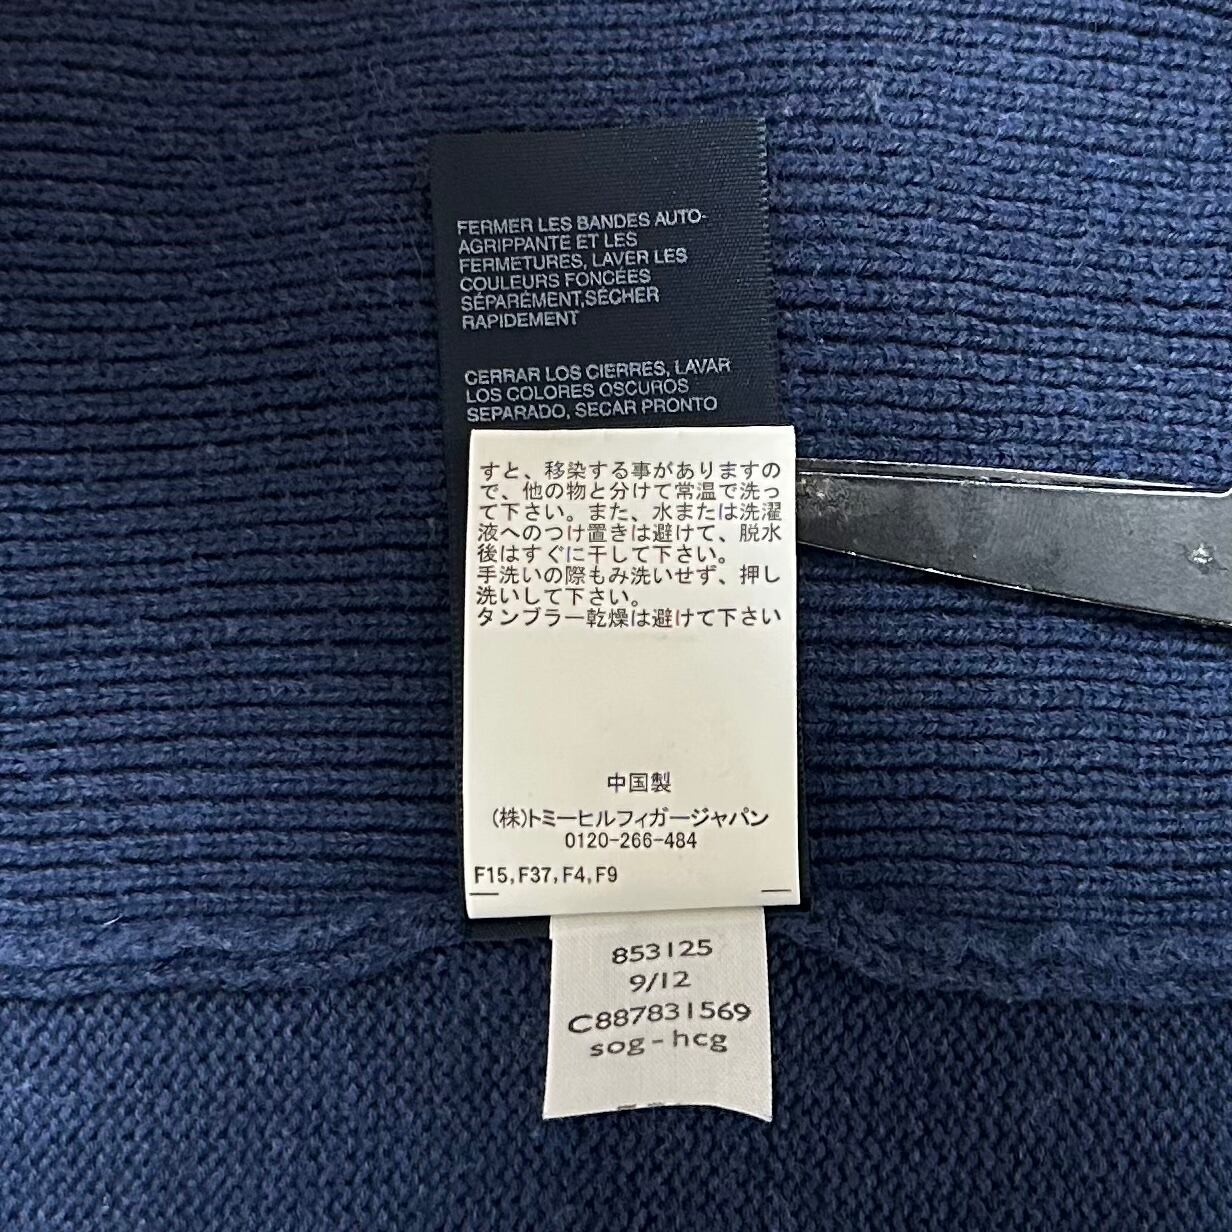 FERMER LES BANDES AUTO-
AGRIPPANTE ET LES
FERMETURES, LAVER LES
COULEURS FONCÉES
SÉPARÉMENT,SÉCHER
RAPIDEMENT
CERRAR LOS CIERRES, LAVAR
LOS COLORES OSCUROS
SEPARADO, SECAR PRONTO
すと、移染する事がありますの
で、他の物と分けて常温で洗っ
て下さい。また、水または洗濯
液へのつけ置きは避けて、脱水
後はすぐに干して下さい。
手洗いの際もみ洗いせず、押し
洗いして下さい。
タンブラー乾燥は避けて下さい
中国製
(株)トミーヒルフィガージャパン
0120-266-484
F15,F37,F4,F9
853125
9/12
C887831569
sog-hcg